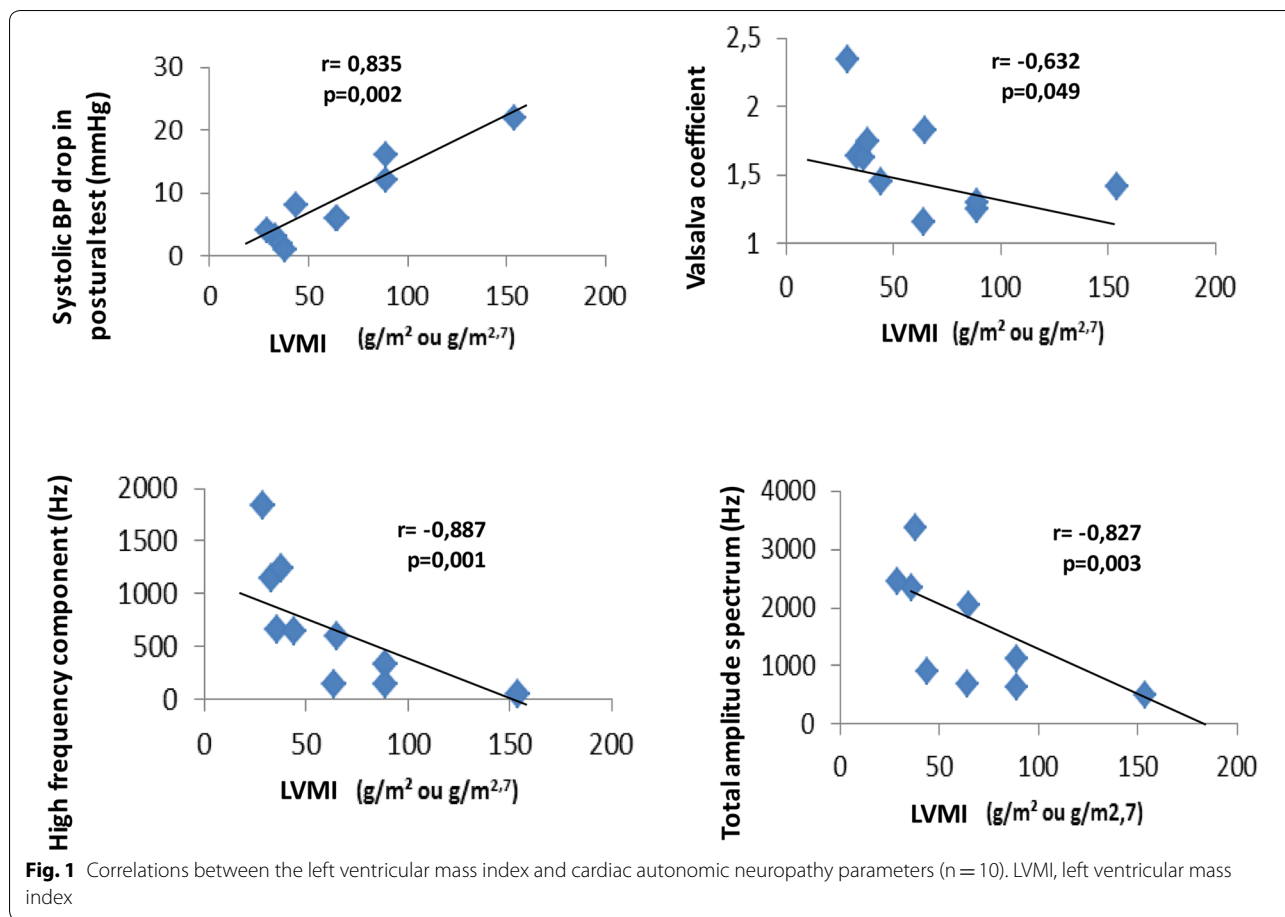 Systolic BP drop in
postural test (mmHg)
30
20
10
0
r= 0,835
p=0,002
0 50 100 150 200
LVMI (g/m² ou g/m²,⁷)
Valsalva coefficient
2,5
2
1,5
1
r= -0,632
p=0,049
0 50 100 150 200
LVMI (g/m² ou g/m²,⁷)
High frequency component (Hz)
2000
1500
1000
500
0
r= -0,887
p=0,001
0 50 100 150 200
LVMI (g/m² ou g/m²,⁷)
Total amplitude spectrum (Hz)
4000
3000
2000
1000
0
r= -0,827
p=0,003
0 50 100 150 200
LVMI (g/m² ou g/m2,7)
Fig. 1 Correlations between the left ventricular mass index and cardiac autonomic neuropathy parameters (n = 10). LVMI, left ventricular mass
index